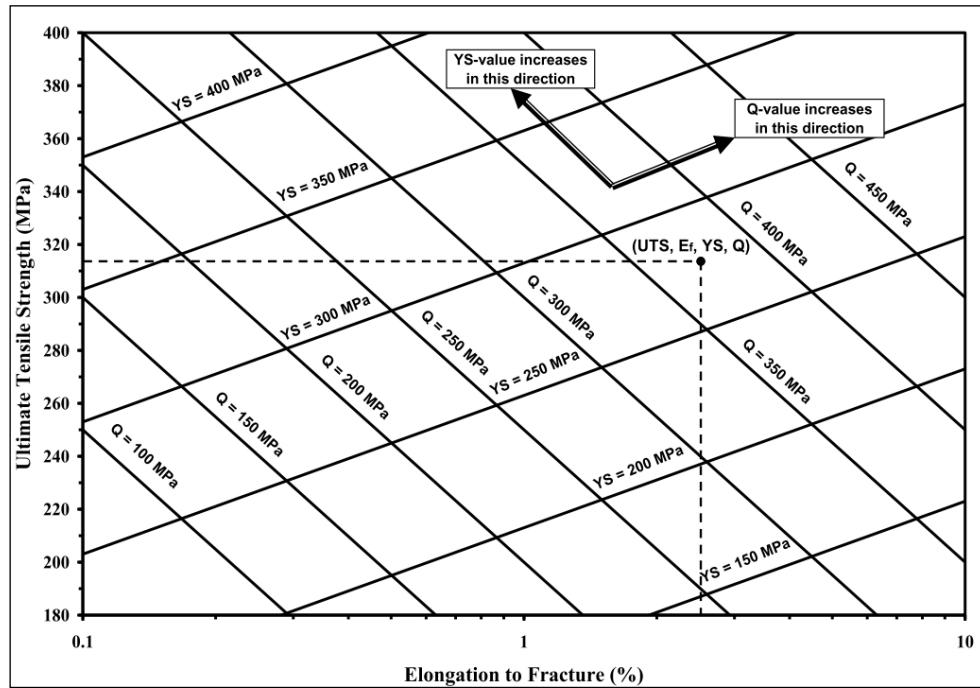 400
380
360
340
320
300
280
260
240
220
200
180
Ultimate Tensile Strength (MPa)
YS-value increases
in this direction
Q-value increases
in this direction
YS = 400 MPa
YS = 350 MPa
Q = 450 MPa
Q = 400 MPa
(UTS, Ef, YS, Q)
YS = 300 MPa
Q = 300 MPa
Q = 250 MPa
YS = 250 MPa
Q = 350 MPa
Q = 200 MPa
Q = 150 MPa
Q = 100 MPa
YS = 200 MPa
YS = 150 MPa
0.1
1
10
Elongation to Fracture (%)